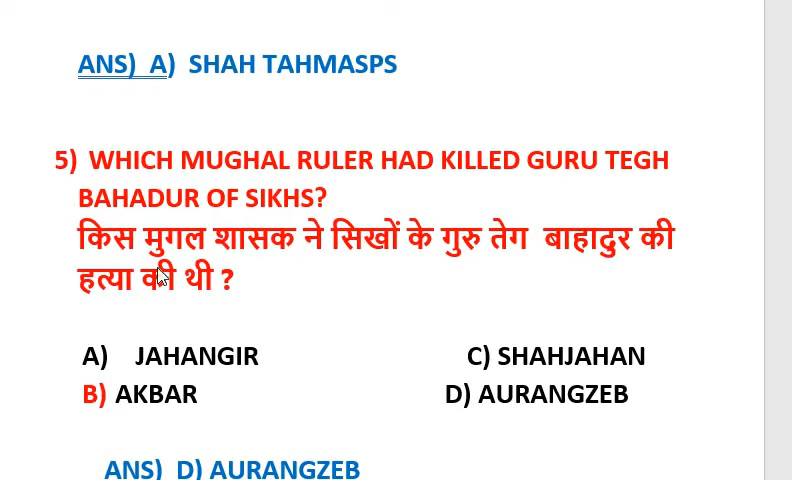 ANS) A) SHAH TAHMASPS
5) WHICH MUGHAL RULER HAD KILLED GURU TEGH
BAHADUR OF SIKHS?
किस मुगल शासक ने सिखों के गुरु तेग बाहादुर की
हत्या की थी ?
A) JAHANGIR C) SHAHJAHAN
B) AKBAR D) AURANGZEB
ANS) D) AURANGZEB